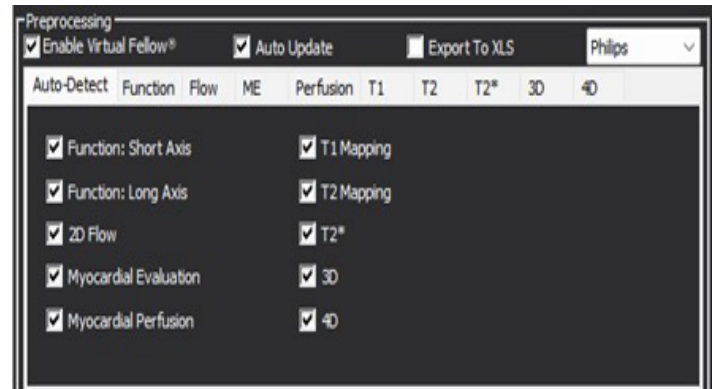 Preprocessing
Enable Virtual Fellow® Auto Update Export To XLS Philips
Auto-Detect Function Flow ME Perfusion T1 T2 T2* 3D 4D
Function: Short Axis T1 Mapping
Function: Long Axis T2 Mapping
2D Flow T2*
Myocardial Evaluation 3D
Myocardial Perfusion 4D